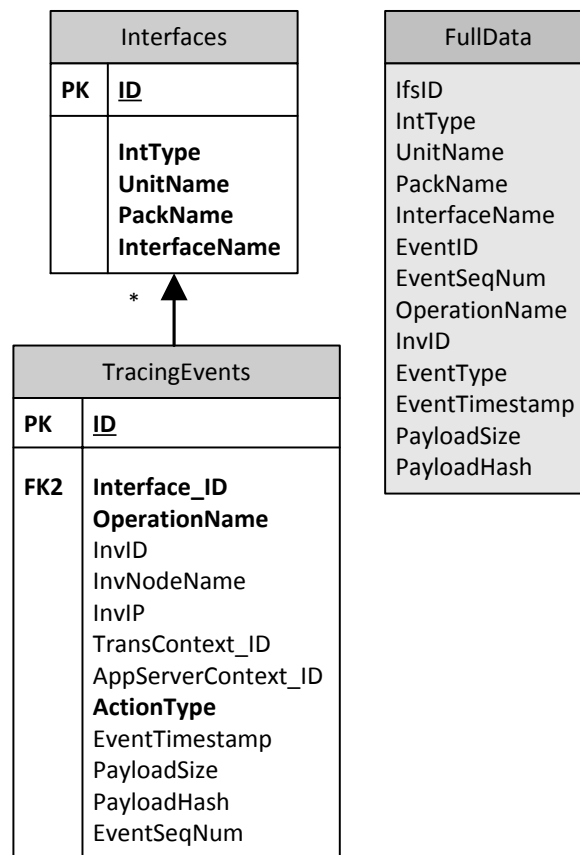 Interfaces
PK ID
IntType
UnitName
PackName
InterfaceName
*
TracingEvents
PK ID
FK2 Interface_ID
OperationName
InvID
InvNodeName
InvIP
TransContext_ID
AppServerContext_ID
ActionType
EventTimestamp
PayloadSize
PayloadHash
EventSeqNum
FullData
IfsID
IntType
UnitName
PackName
InterfaceName
EventID
EventSeqNum
OperationName
InvID
EventType
EventTimestamp
PayloadSize
PayloadHash